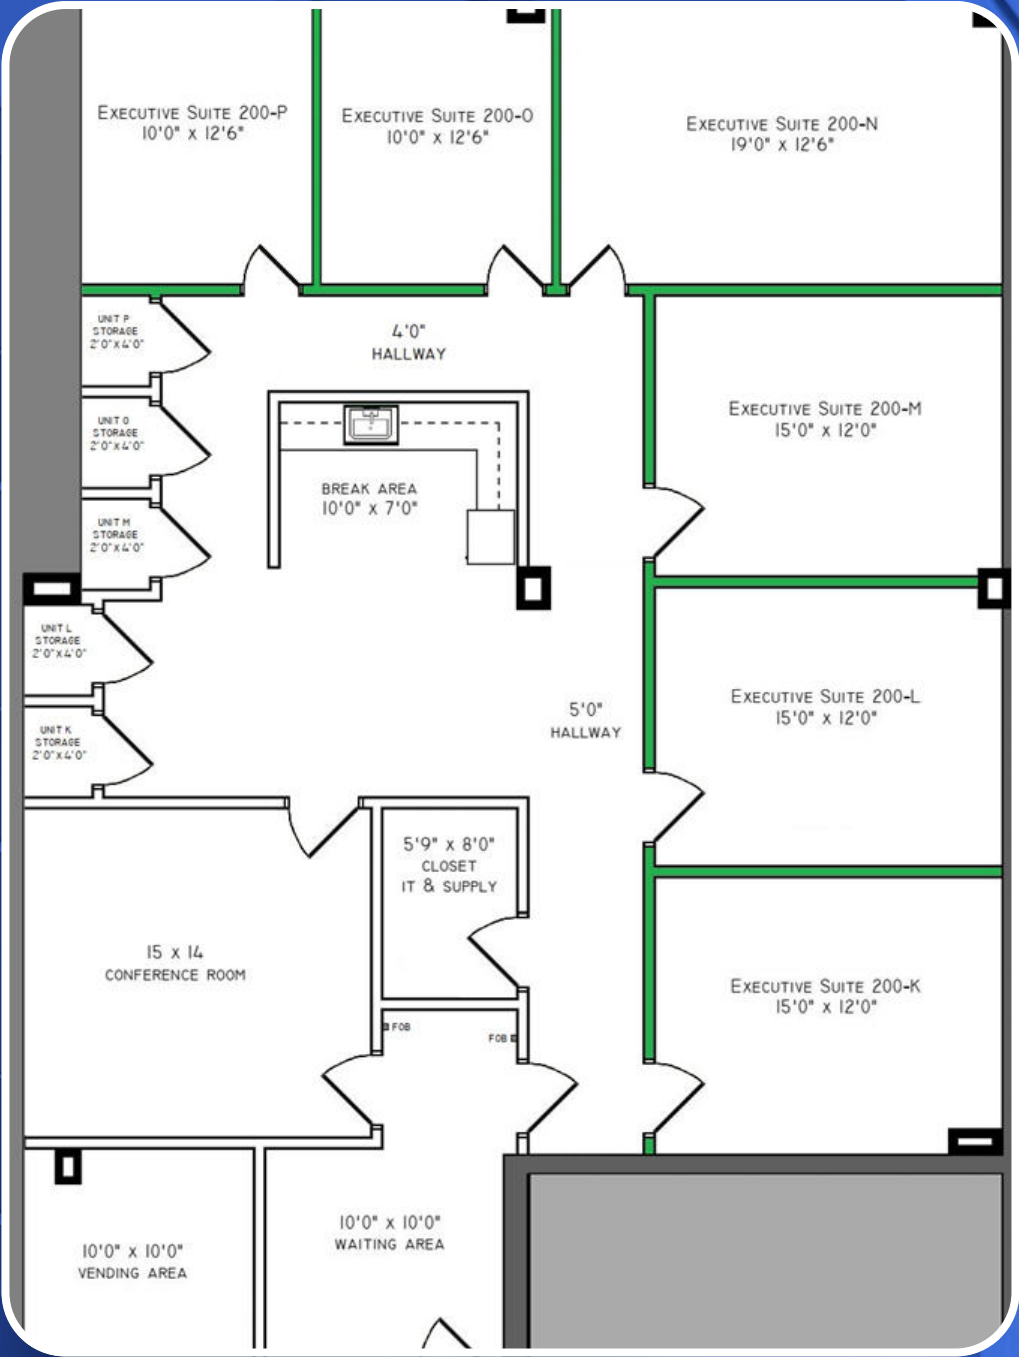 EXECUTIVE SUITE 200-P
10'0" X 12'6"
EXECUTIVE SUITE 200-O
10'0" X 12'6"
EXECUTIVE SUITE 200-N
19'0" X 12'6"
UNIT P
STORAGE
2'0"X4'0"
4'0"
HALLWAY
UNIT O
STORAGE
2'0"X4'0"
EXECUTIVE SUITE 200-M
15'0" X 12'0"
BREAK AREA
10'0" X 7'0"
UNIT M
STORAGE
2'0"X4'0"
UNIT L
STORAGE
2'0"X4'0"
5'0"
HALLWAY
EXECUTIVE SUITE 200-L
15'0" X 12'0"
UNIT K
STORAGE
2'0"X4'0"
5'9" X 8'0"
CLOSET
IT & SUPPLY
15 X 14
CONFERENCE ROOM
EXECUTIVE SUITE 200-K
15'0" X 12'0"
FOB
FOB
10'0" X 10'0"
WAITING AREA
10'0" X 10'0"
VENDING AREA